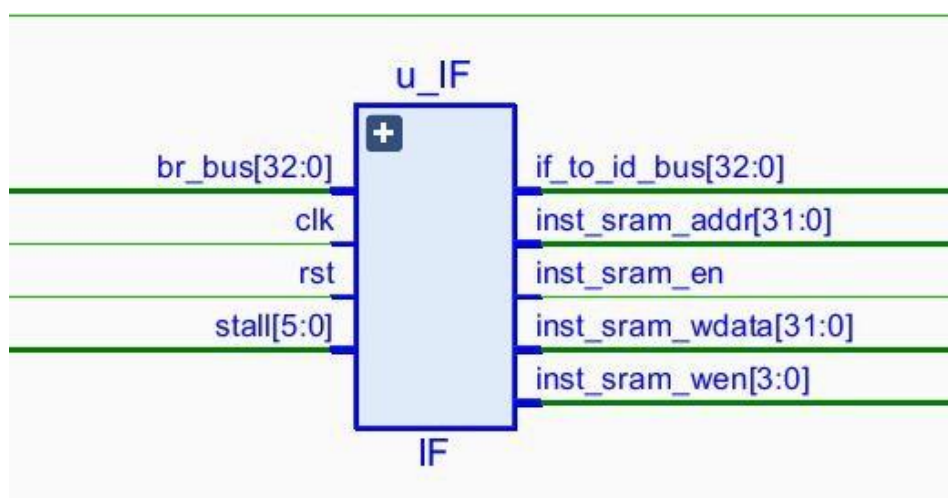 u_IF
br_bus[32:0]
clk
rst
stall[5:0]
if_to_id_bus[32:0]
inst_sram_addr[31:0]
inst_sram_en
inst_sram_wdata[31:0]
inst_sram_wen[3:0]
IF